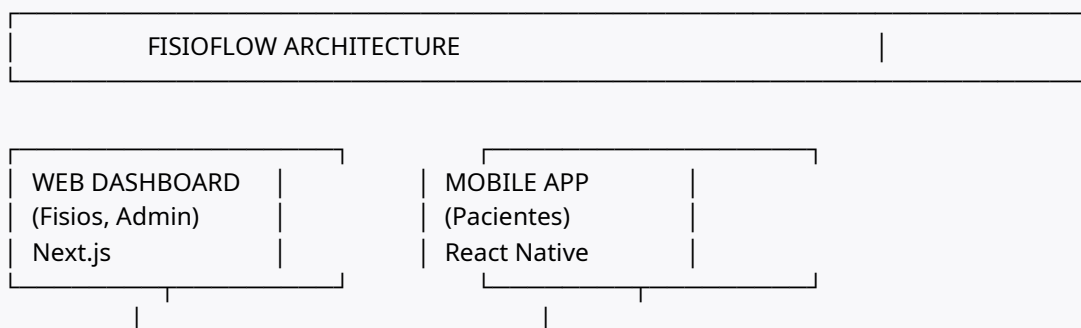 FISIOFLOW ARCHITECTURE
WEB DASHBOARD
(Fisios, Admin)
Next.js
MOBILE APP
(Pacientes)
React Native